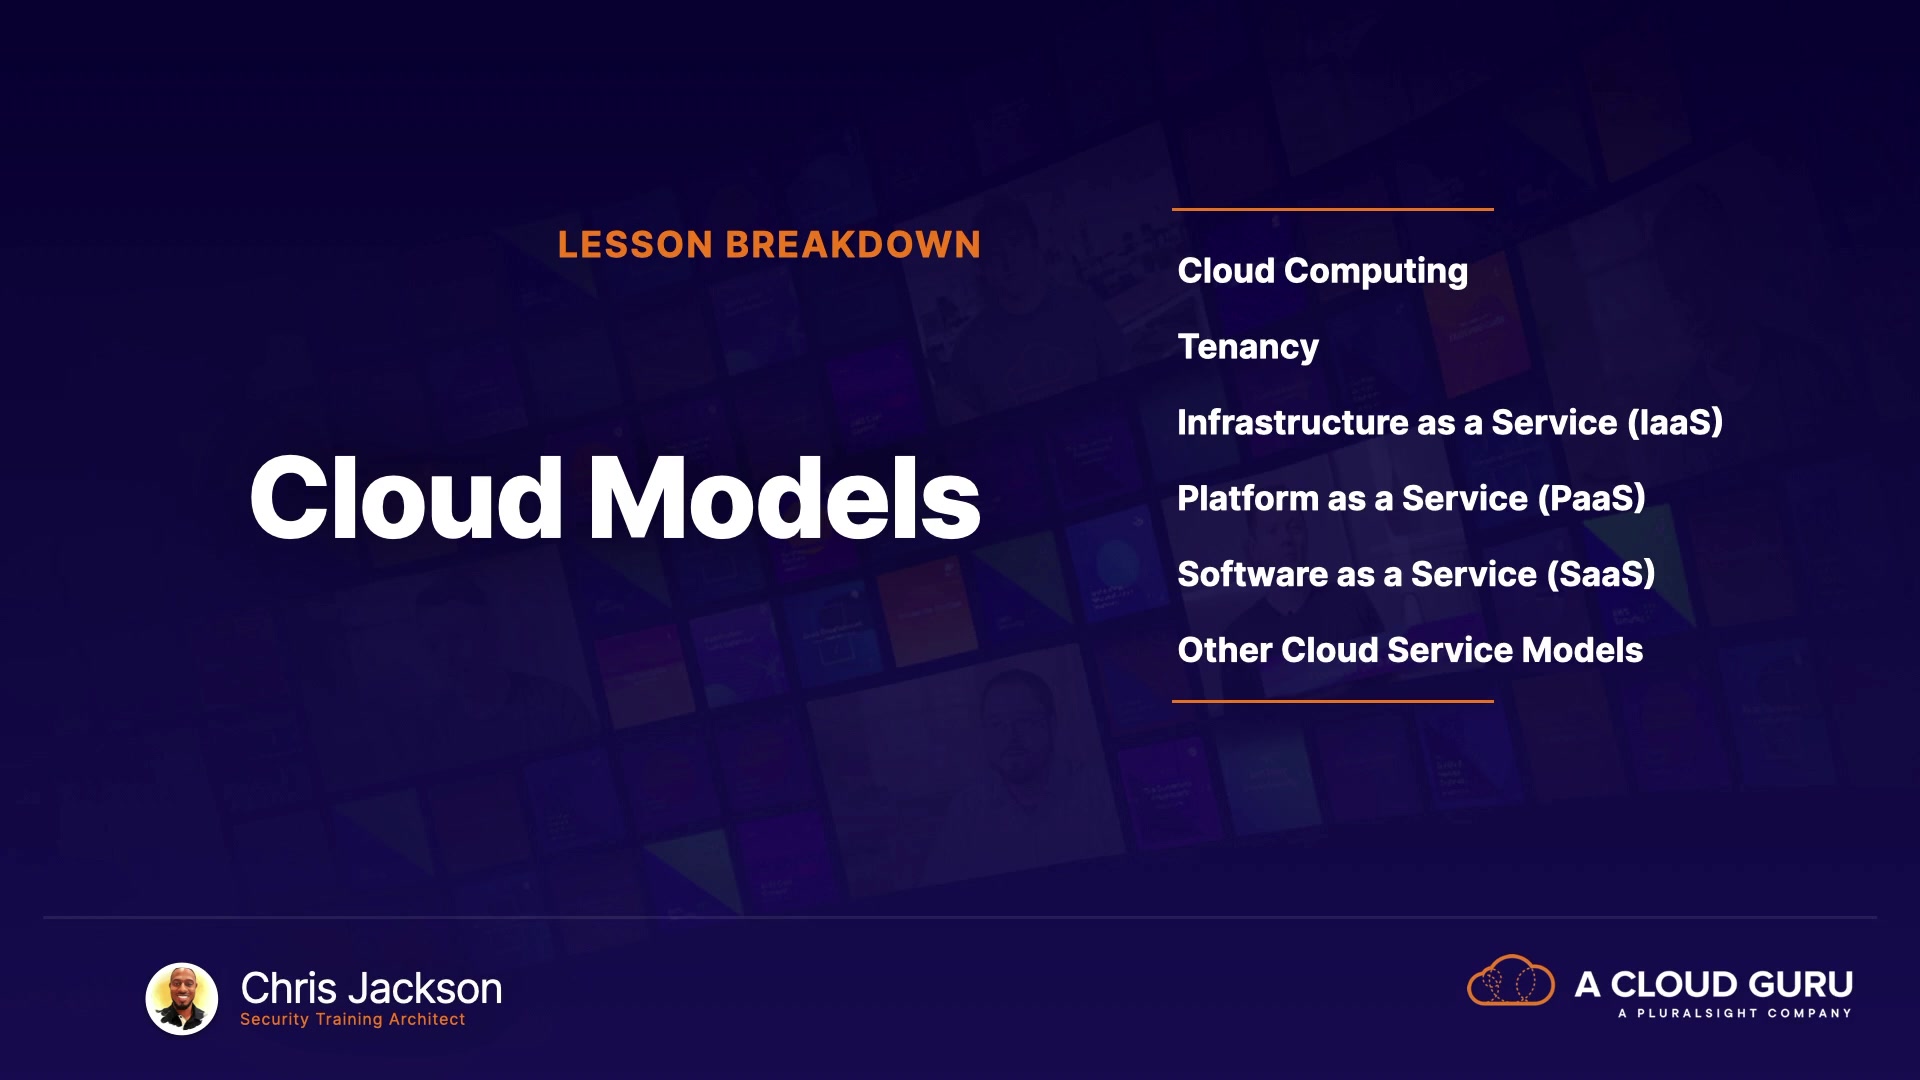 LESSON BREAKDOWN
Cloud Models
Cloud Computing
Tenancy
Infrastructure as a Service (IaaS)
Platform as a Service (PaaS)
Software as a Service (SaaS)
Other Cloud Service Models
Chris Jackson
Security Training Architect
A CLOUD GURU
A PLURALSIGHT COMPANY